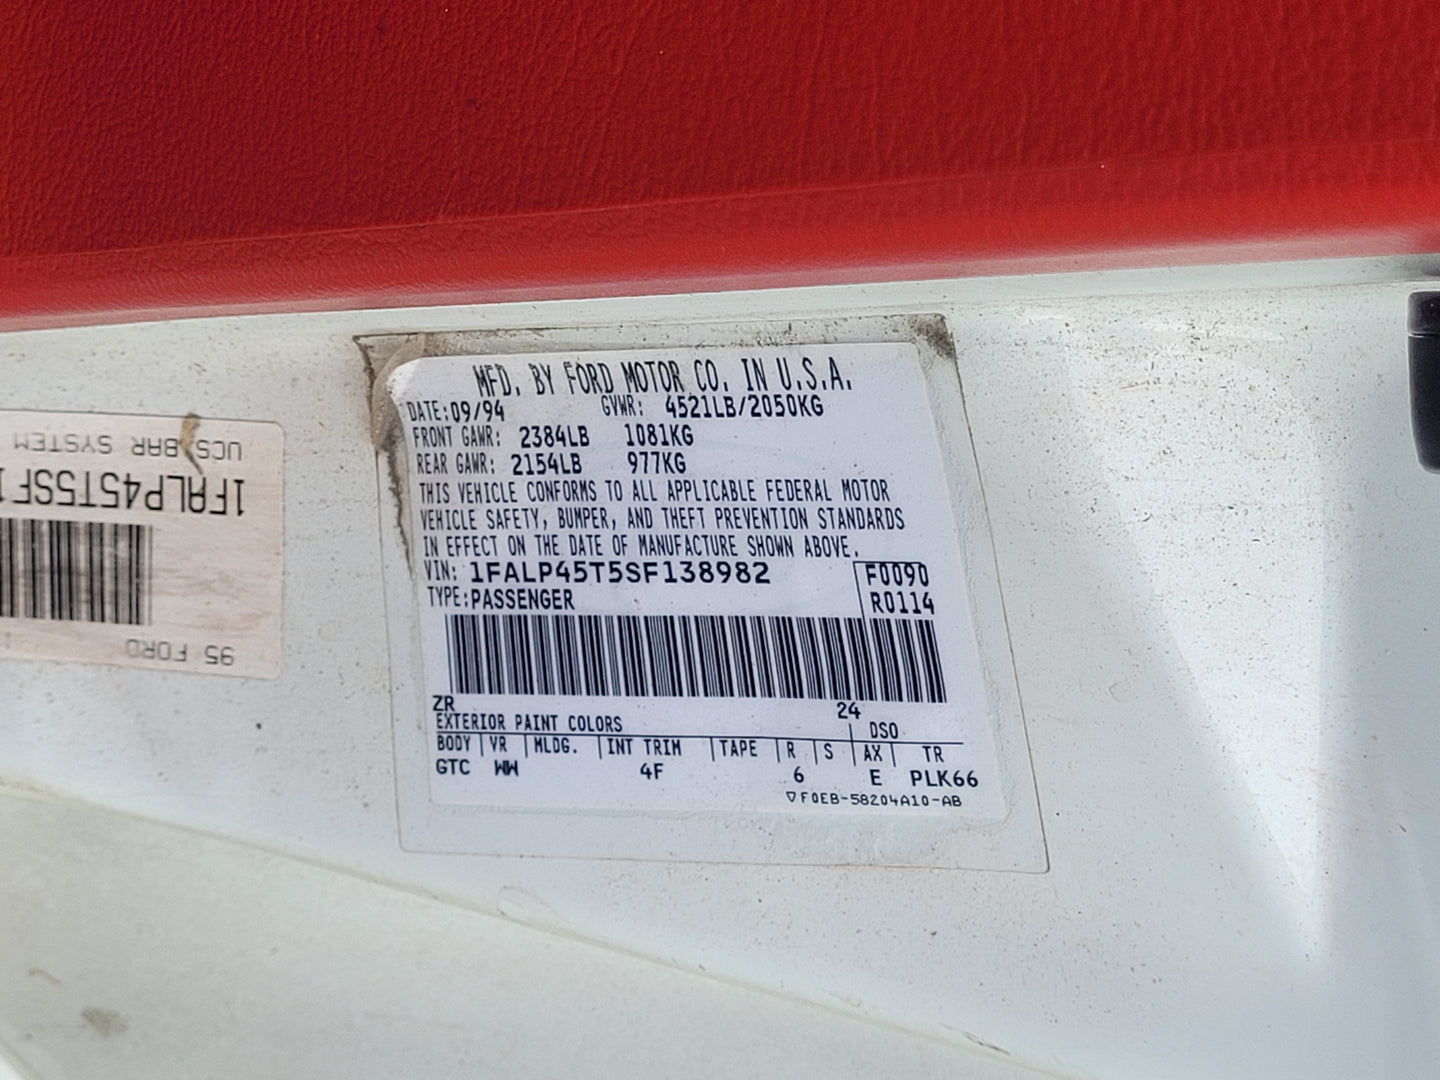 MFD. BY FORD MOTOR CO. IN U.S.A.
DATE:09/94 GVWR: 4521LB/2050KG
FRONT GAWR: 2384LB 1081KG
REAR GAWR: 2154LB 977KG
THIS VEHICLE CONFORMS TO ALL APPLICABLE FEDERAL MOTOR
VEHICLE SAFETY, BUMPER, AND THEFT PREVENTION STANDARDS
IN EFFECT ON THE DATE OF MANUFACTURE SHOWN ABOVE.
VIN: 1FALP45T5SF138982 F0090
TYPE:PASSENGER R0114
ZR 24
EXTERIOR PAINT COLORS DSO
BODY VR MLDG. INT TRIM TAPE R S AX TR
GTC WW 4F 6 E PLK66
▽F0EB-58204A10-AB
95 FORD
1FALP45T5SF1
UCS BAR SYSTEM